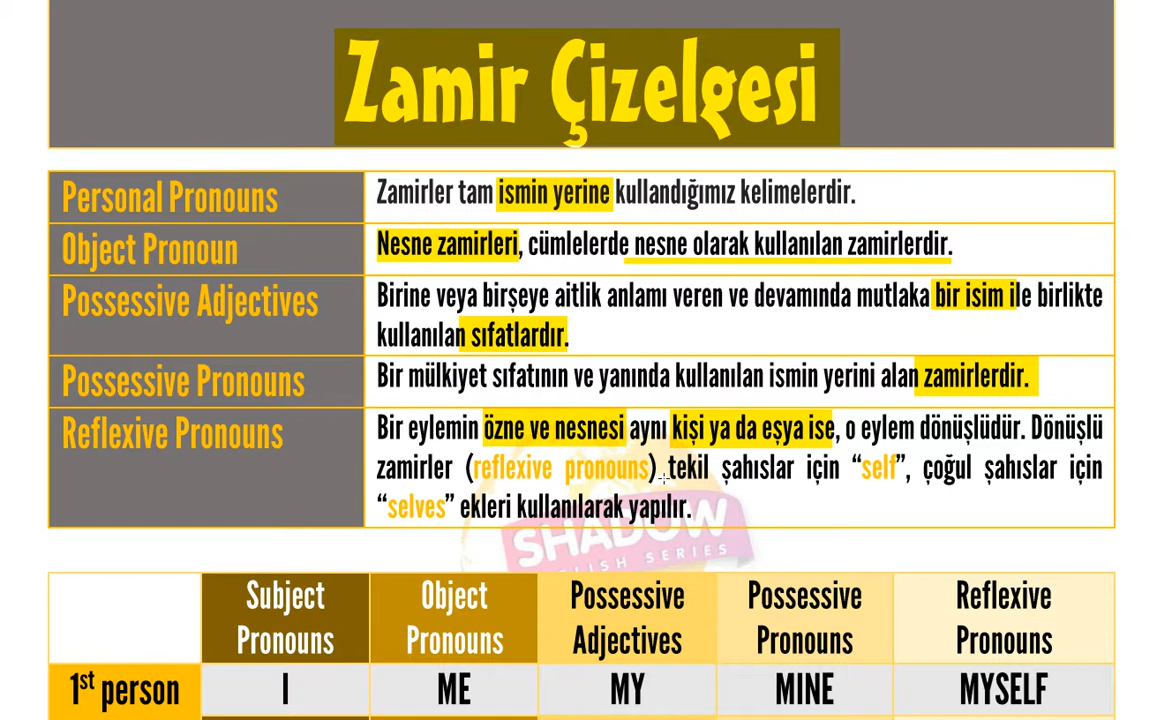 Zamir Çizelgesi
Personal Pronouns
Zamirler tam ismin yerine kullandığımız kelimelerdir.
Object Pronoun
Nesne zamirleri, cümlelerde nesne olarak kullanılan zamirlerdir.
Possessive Adjectives
Birine veya birşeye aitlik anlamı veren ve devamında mutlaka bir isim ile birlikte
kullanılan sıfatlardır.
Possessive Pronouns
Bir mülkiyet sıfatının ve yanında kullanılan ismin yerini alan zamirlerdir.
Reflexive Pronouns
Bir eylemin özne ve nesnesi aynı kişi ya da eşya ise, o eylem dönüşlüdür. Dönüşlü
zamirler (reflexive pronouns) tekil şahıslar için “self”, çoğul şahıslar için
“selves” ekleri kullanılarak yapılır.
SHADOW
LISH SERIES
Subject Pronouns
Object Pronouns
Possessive Adjectives
Possessive Pronouns
Reflexive Pronouns
1st person
I
ME
MY
MINE
MYSELF